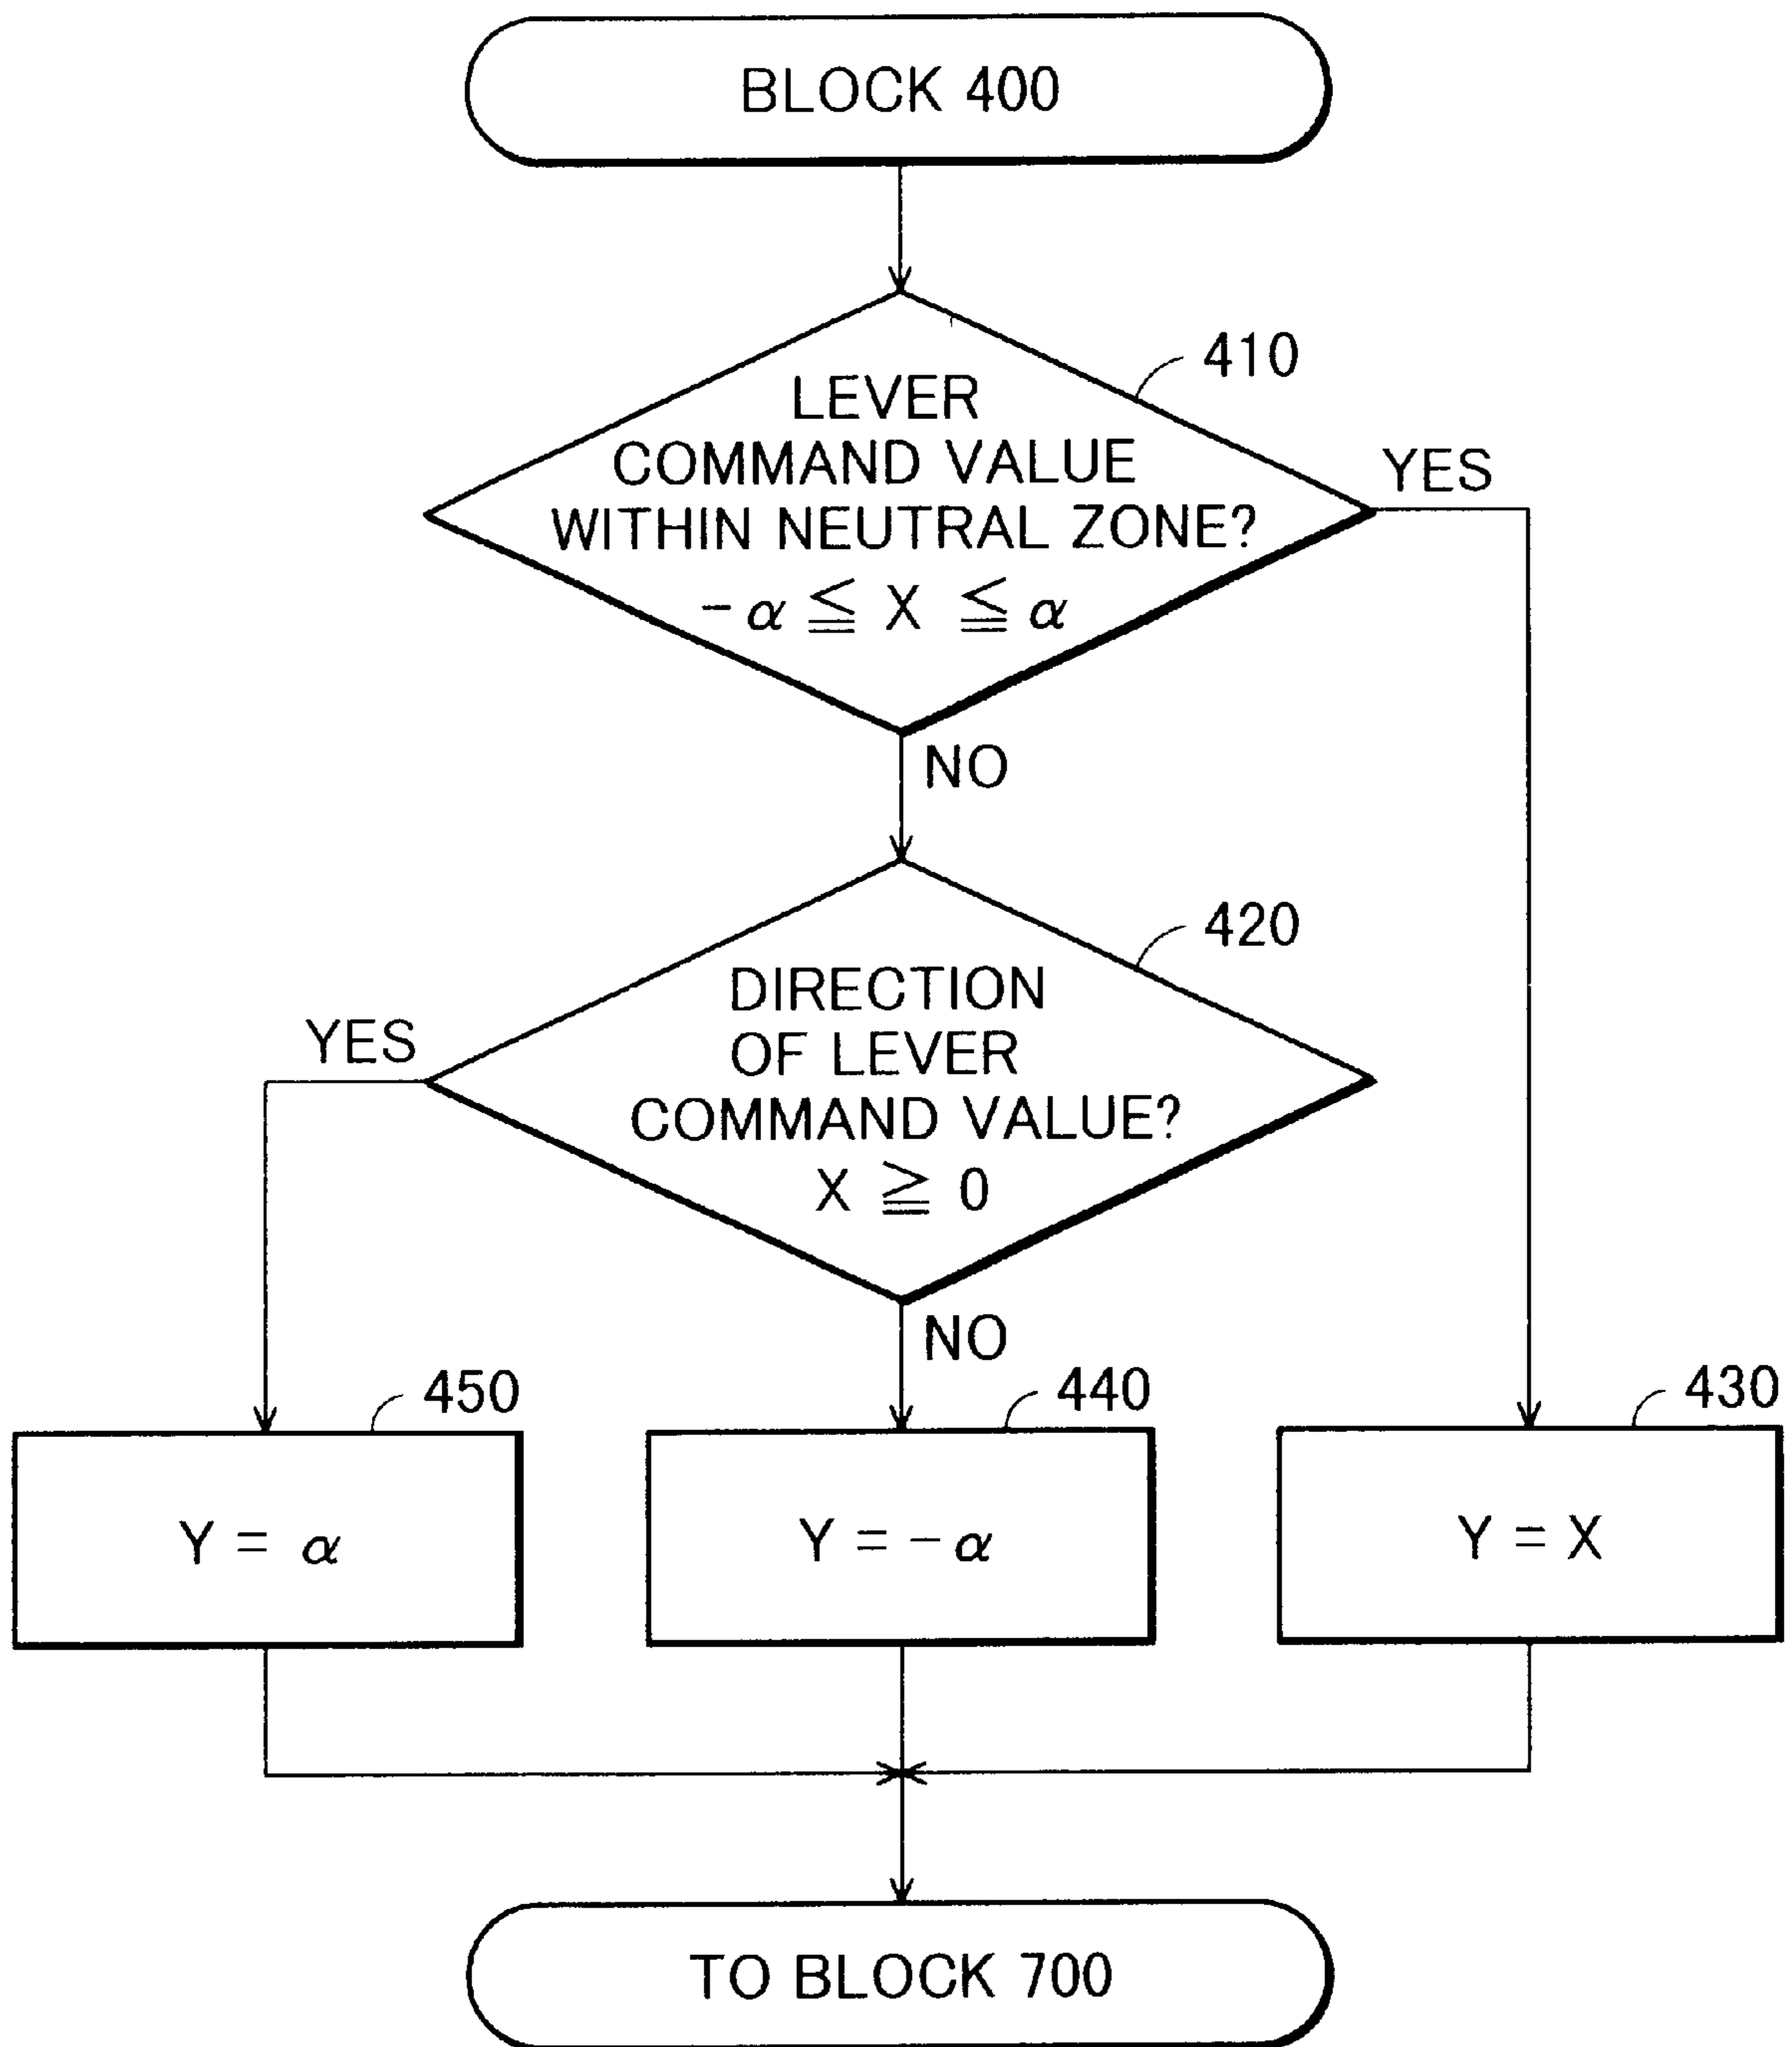 BLOCK 400
410
LEVER
COMMAND VALUE
WITHIN NEUTRAL ZONE?
-α ≦ X ≦ α
YES
NO
420
DIRECTION
OF LEVER
COMMAND VALUE?
X ≧ 0
YES
NO
450
440
430
Y = α
Y = -α
Y = X
TO BLOCK 700